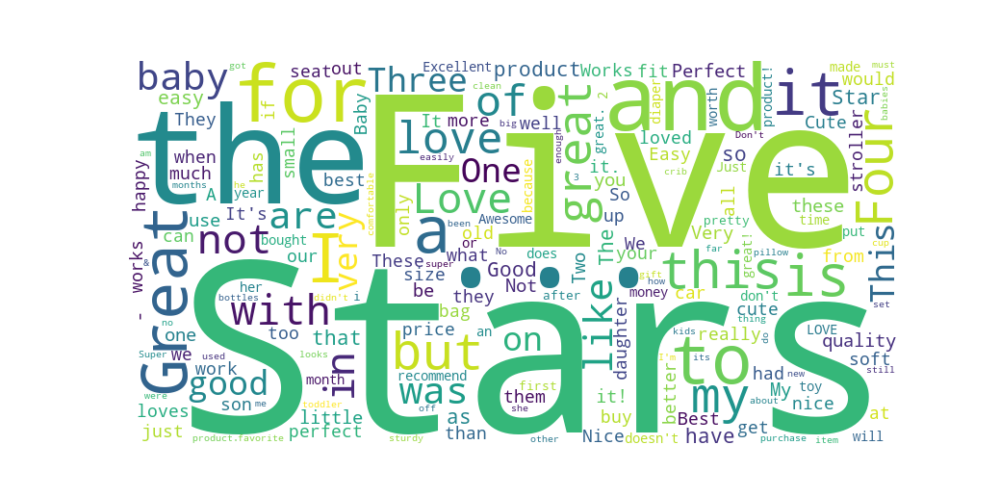 Five
Stars
the
and
for
it
Great
great
to
my
this
is
Four
This
but
with
not
a
I
very
in
was
on
like
love
Love
of
Three
One
are
good
baby
got
seat
out
Excellent
product
Works
fit
Perfect
made
must
would
easy
if
Star
They
small
Baby
It
more
big
well
great.
2
diaper
worth
product!
babies
Cute
when
has
easily
enough
loved
Don't
am
much
best
One
because
it.
Easy
so
Just
it's
stroller
happy
months
A
he
year
comfortable
only
3
you
crib
all
these
use
It's
been
Awesome
So
up
pretty
time
can
our
bought
old
or
No
The
We
Very
put
works
&
These
super
what
does
Two
your
far
great!
pillow
from
cup
her
size
Good
Not
after
gift
how
car
don't
set
-
bottles
didn't
i
be
they
money
cute
thing
no
one
too
that
bag
price
an
daughter
kids
really
do
LOVE
quality
Super
we
used
looks
recommend
I'm
its
soft
still
work
month
first
better
had
new
My
toy
were
son
me
toddler
off
them
she
it!
about
nice
loves
little
as
buy
Best
get
at
just
product.favorite
perfect
sturdy
than
other
Nice
doesn't
have
purchase
item
will
:
:
: